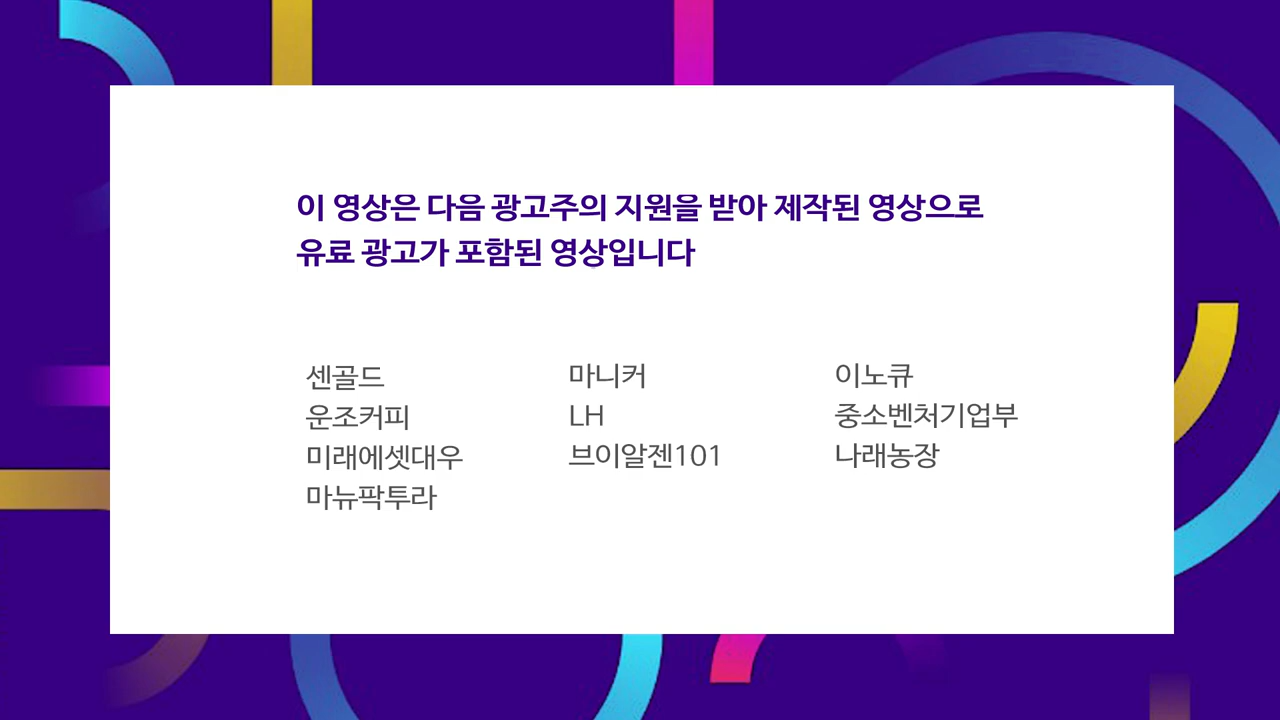 이 영상은 다음 광고주의 지원을 받아 제작된 영상으로
유료 광고가 포함된 영상입니다
센골드
운조커피
미래에셋대우
마뉴팍투라
마니커
LH
브이알젠101
이노큐
중소벤처기업부
나래농장